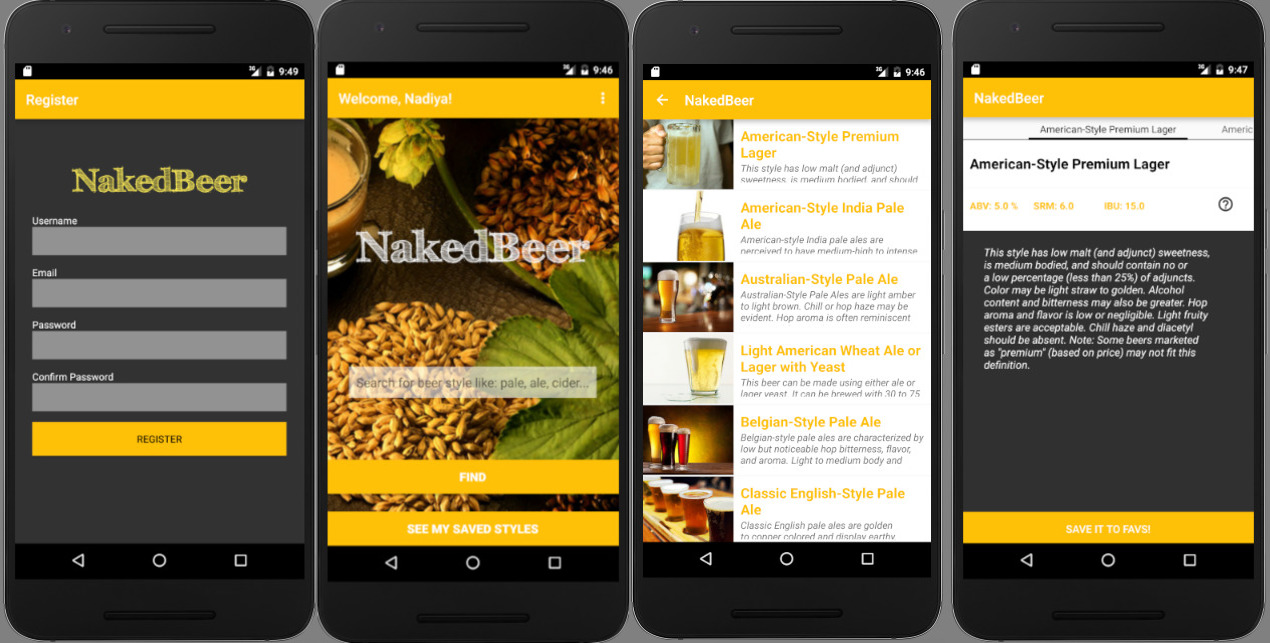 3G 9:49
Register
NakedBeer
Username
Email
Password
Confirm Password
REGISTER
3G 9:46
Welcome, Nadiya!
NakedBeer
Search for beer style like: pale, ale, cider...
FIND
SEE MY SAVED STYLES
3G 9:46
NakedBeer
American-Style Premium
Lager
This style has low malt (and adjunct)
sweetness, is medium bodied, and should
American-Style India Pale
Ale
American-style India pale ales are
perceived to have medium-high to intense
Australian-Style Pale Ale
Australian-Style Pale Ales are light amber
to light brown. Chill or hop haze may be
evident. Hop aroma is often reminiscent
Light American Wheat Ale or
Lager with Yeast
This beer can be made using either ale or
lager yeast. It can be brewed with 30 to 75
Belgian-Style Pale Ale
Belgian-style pale ales are characterized by
low but noticeable hop bitterness, flavor,
and aroma. Light to medium body and
Classic English-Style Pale
Ale
Classic English pale ales are golden
to copper colored and display earthy
3G 9:47
NakedBeer
American-Style Premium Lager Americ
American-Style Premium Lager
ABV: 5.0 % SRM: 6.0 IBU: 15.0 ?
This style has low malt (and adjunct) sweetness,
is medium bodied, and should contain no or
a low percentage (less than 25%) of adjuncts.
Color may be light straw to golden. Alcohol
content and bitterness may also be greater. Hop
aroma and flavor is low or negligible. Light fruity
esters are acceptable. Chill haze and diacetyl
should be absent. Note: Some beers marketed
as "premium" (based on price) may not fit this
definition.
SAVE IT TO FAVS!